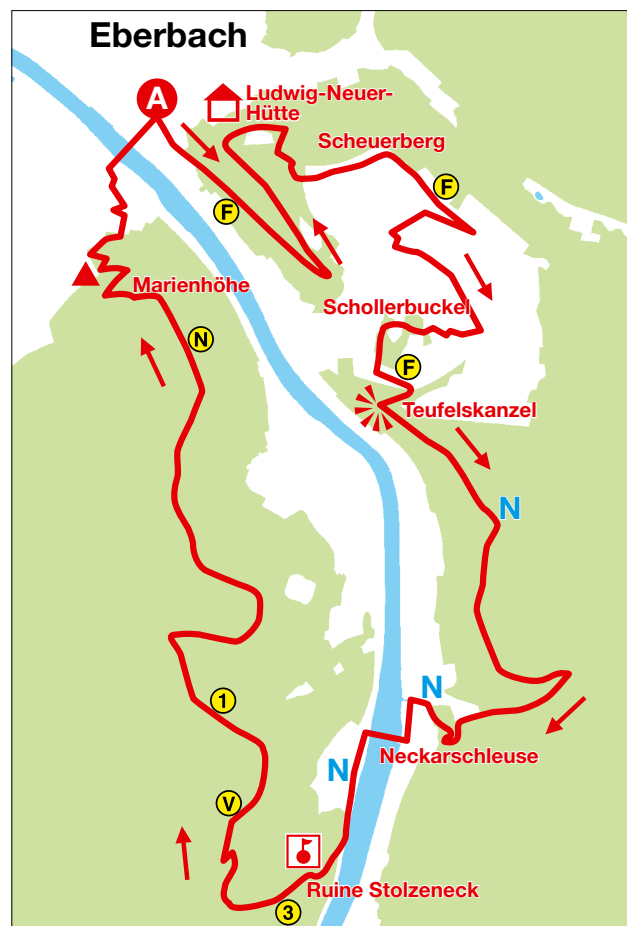 Eberbach
A
Ludwig-Neuer-
Hütte
Scheuerberg
F
F
Marienhöhe
Schollerbuckel
N
F
Teufelskanzel
N
N
1
Neckarschleuse
N
V
Ruine Stolzeneck
3